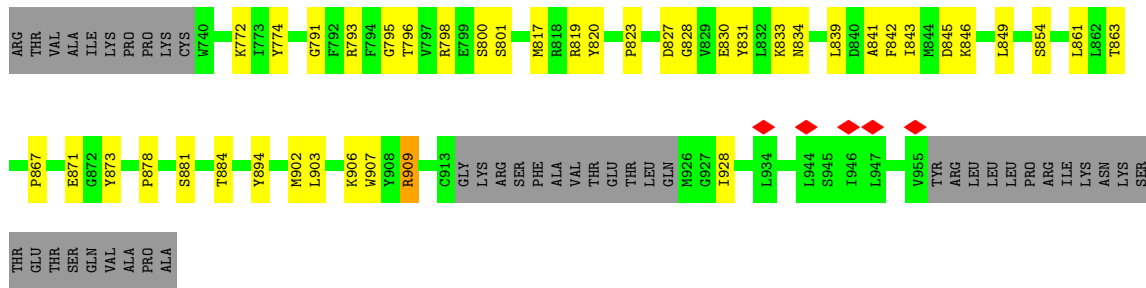 ARG THR VAL ALA ILE LYS PRO PRO LYS CYS W740 K772 I773 Y774 G791 F792 R793 F794 G795 T796 V797 R798 E799 S800 S801 M817 R818 R819 Y820 P823 D827 G828 V829 E830 Y831 L832 K833 N834 L839 D840 A841 F842 I843 M844 D845 K846 L849 S854 L861 L862 T863
P867 E871 G872 Y873 P878 S881 T884 Y894 M902 L903 K906 W907 Y908 R909 C913 GLY LYS ARG SER PHE ALA VAL THR GLU THR LEU GLN M926 G927 I928 L934 L944 S945 I946 L947 V955 TYR ARG LEU LEU LEU PRO ARG ILE LYS ASN LYS SER
THR GLU THR SER GLN VAL ALA PRO ALA